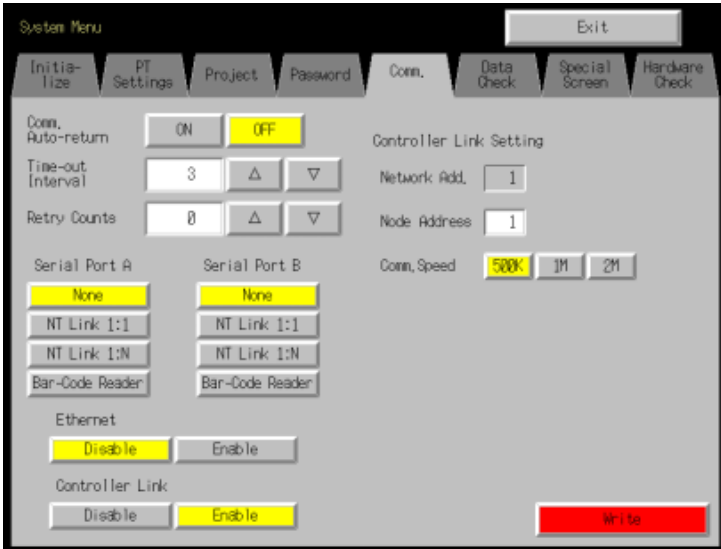 System Menu
Exit
Initia-
lize
PT
Settings
Project
Password
Comm.
Data
Check
Special
Screen
Hardware
Check
Comm.
Auto-return
ON
OFF
Time-out
Interval
3
△
▽
Retry Counts
0
△
▽
Controller Link Setting
Network Add.
1
Node Address
1
Comm.Speed
500K
1M
2M
Serial Port A
None
NT Link 1:1
NT Link 1:N
Bar-Code Reader
Serial Port B
None
NT Link 1:1
NT Link 1:N
Bar-Code Reader
Ethernet
Disable
Enable
Controller Link
Disable
Enable
Write